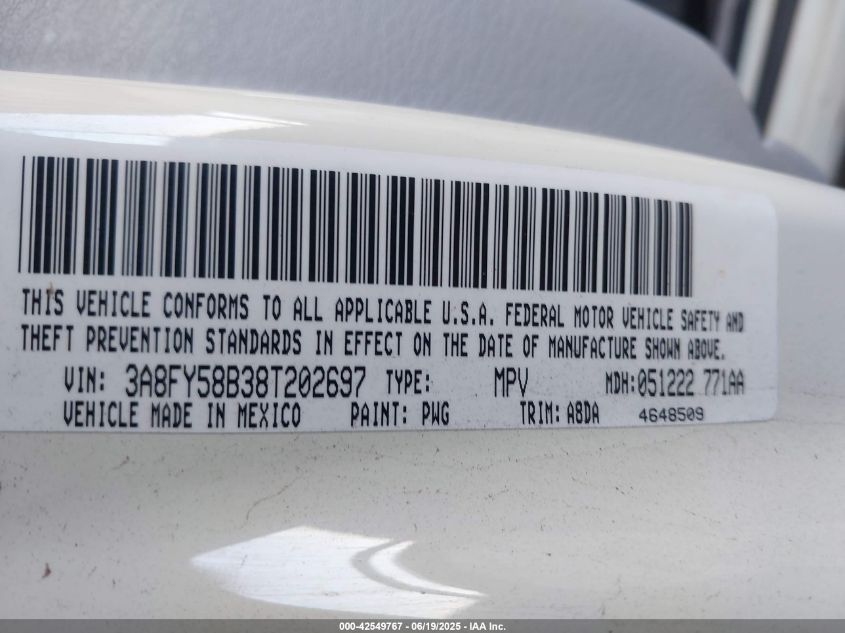 THIS VEHICLE CONFORMS TO ALL APPLICABLE U.S.A. FEDERAL MOTOR VEHICLE SAFETY AND
THEFT PREVENTION STANDARDS IN EFFECT ON THE DATE OF MANUFACTURE SHOWN ABOVE.
VIN: 3A8FY58B38T202697 TYPE: MPV MDH:051222 771AA
VEHICLE MADE IN MEXICO PAINT: PWG TRIM: A8DA 4648509
000-42549767 - 06/19/2025 - IAA Inc.